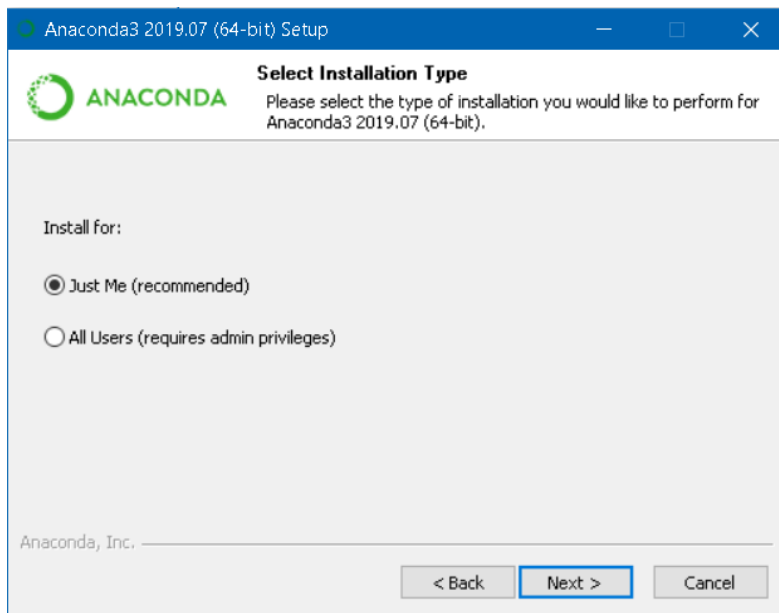 Anaconda3 2019.07 (64-bit) Setup
ANACONDA
Select Installation Type
Please select the type of installation you would like to perform for
Anaconda3 2019.07 (64-bit).
Install for:
Just Me (recommended)
All Users (requires admin privileges)
Anaconda, Inc.
< Back
Next >
Cancel